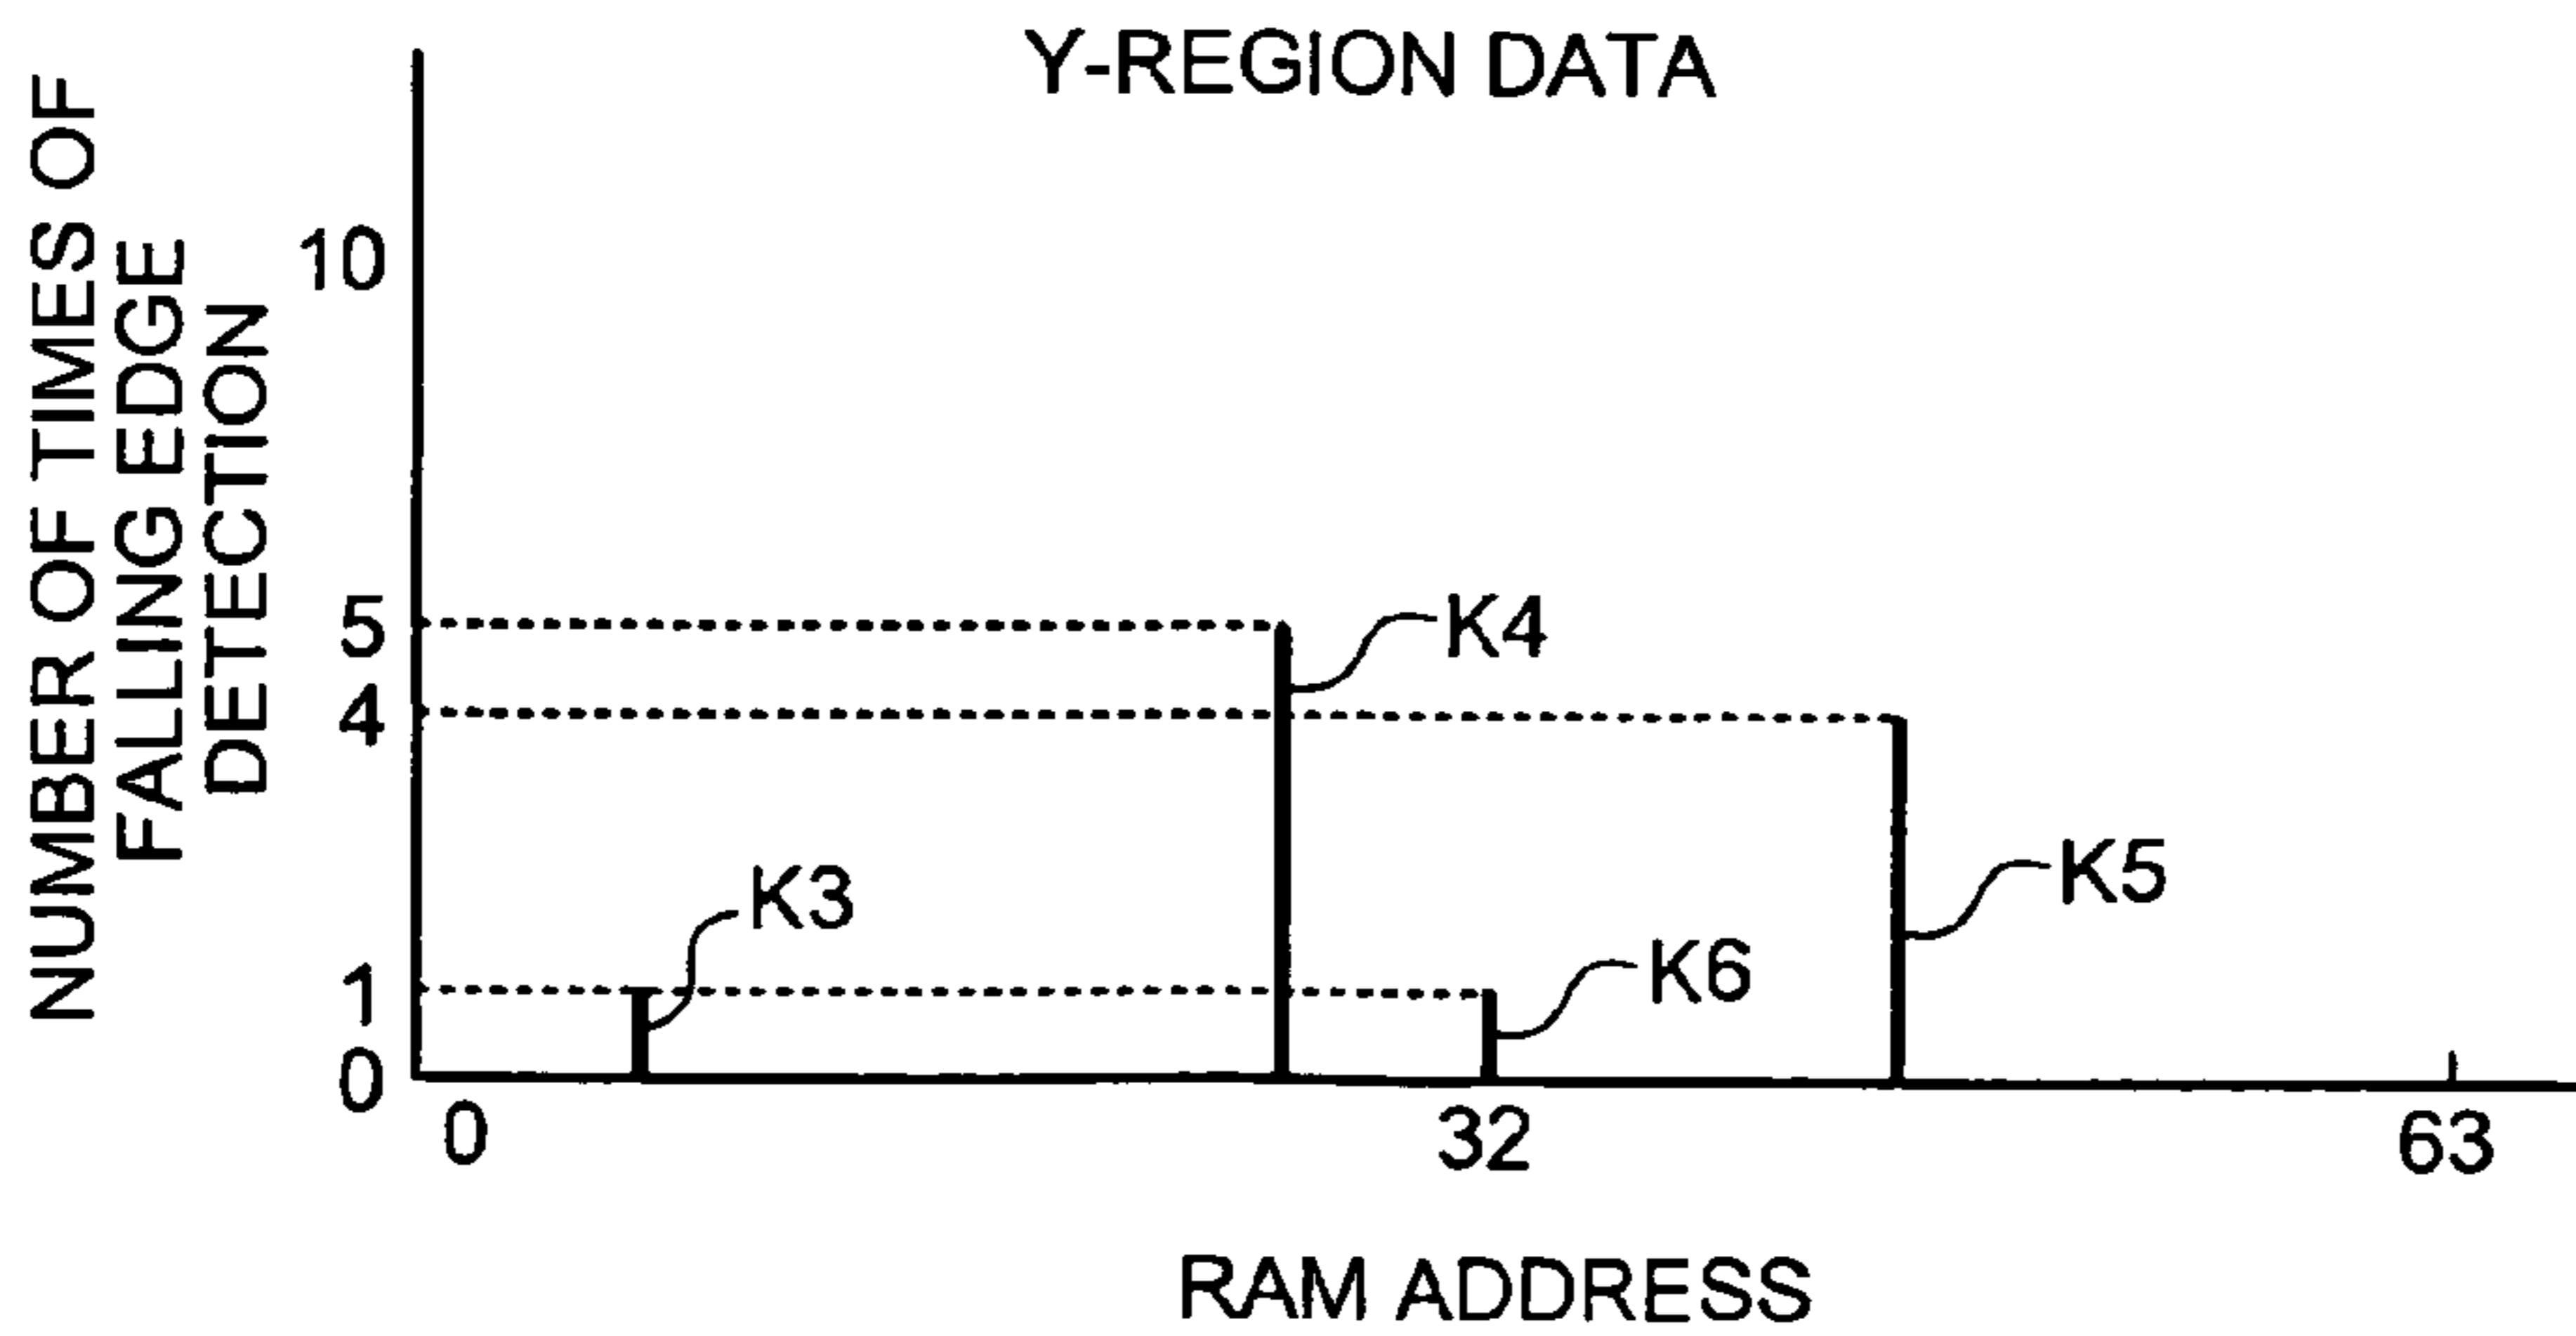 Y-REGION DATA
NUMBER OF TIMES OF
FALLING EDGE
DETECTION
10
5
4
1
0
K4
K5
K3
K6
0
32
63
RAM ADDRESS